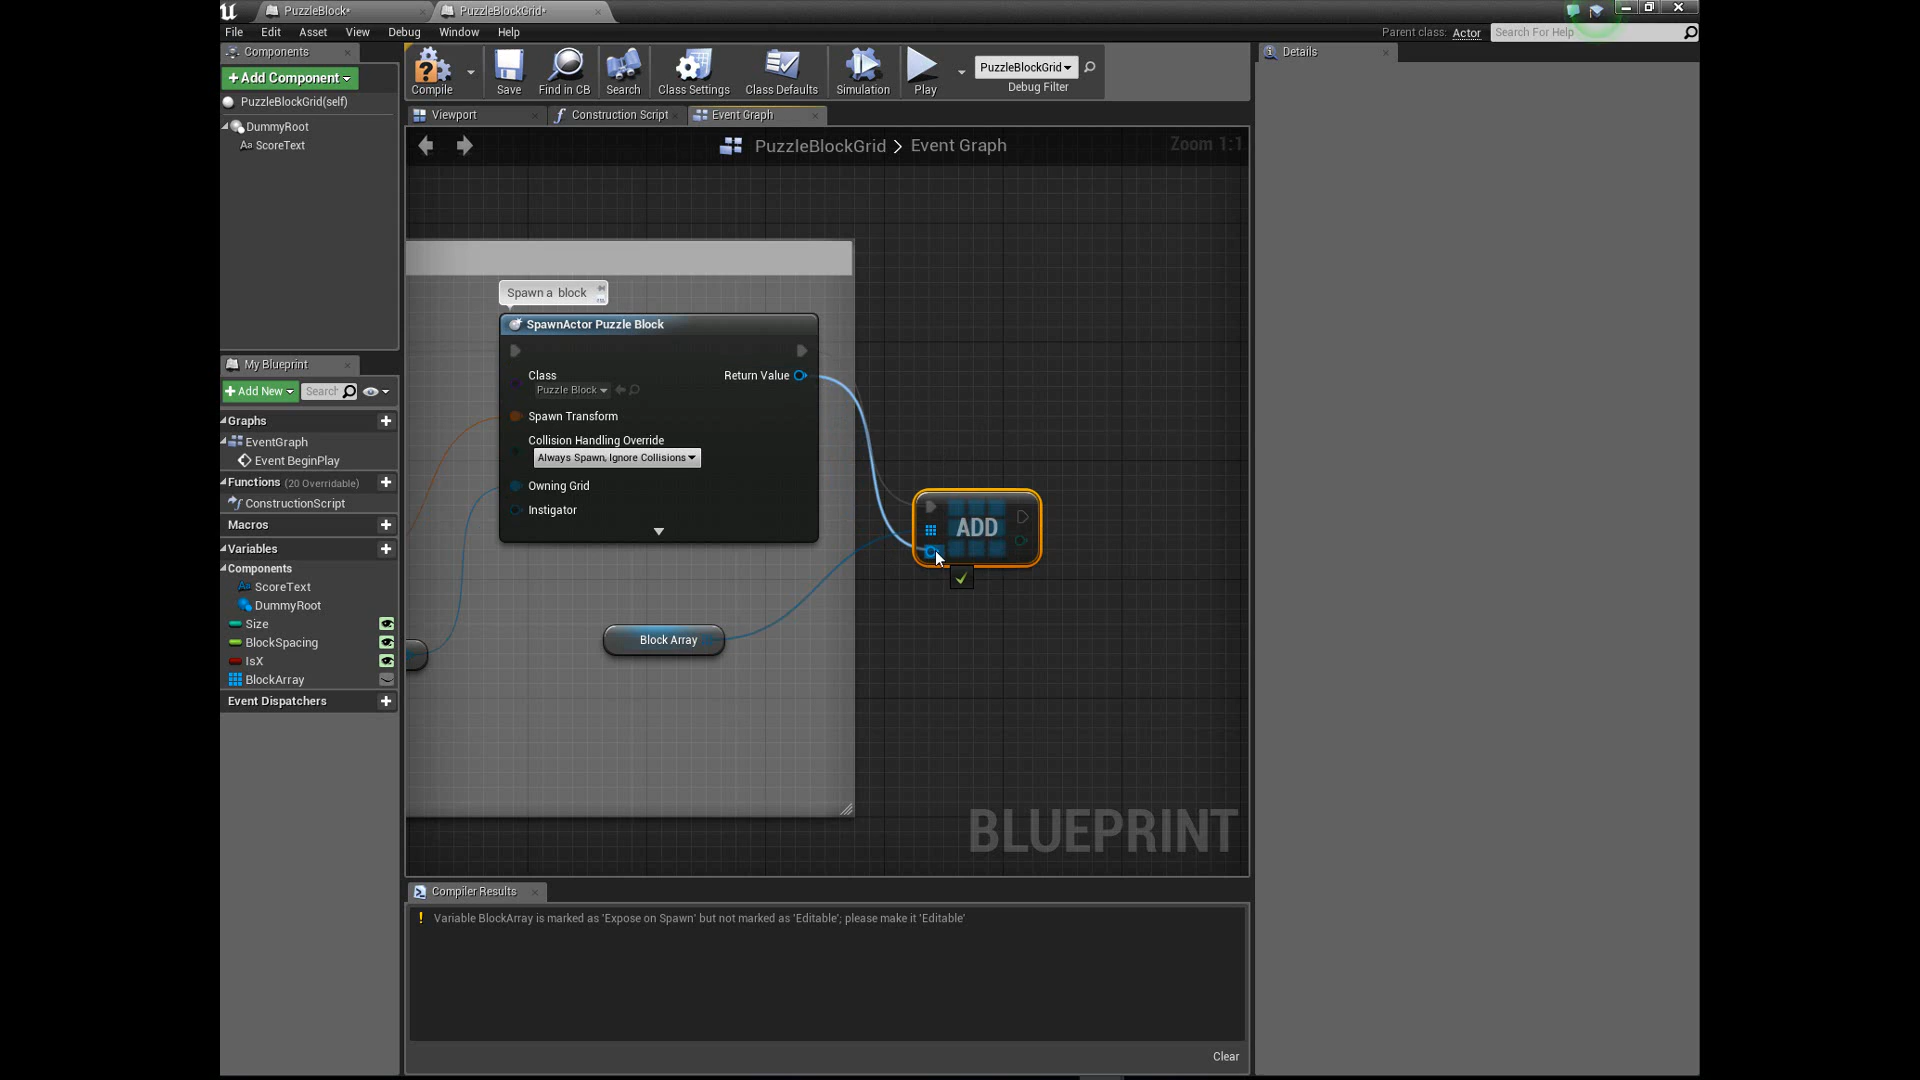 PuzzleBlock*
PuzzleBlockGrid*
File Edit Asset View Debug Window Help
Parent class: Actor
Search For Help
Components
+Add Component
PuzzleBlockGrid(self)
DummyRoot
Aa ScoreText
Compile
Save
Find in CB
Search
Class Settings
Class Defaults
Simulation
Play
PuzzleBlockGrid
Debug Filter
Details
Viewport
Construction Script
Event Graph
PuzzleBlockGrid > Event Graph
Zoom 1:1
Spawn a block
SpawnActor Puzzle Block
Class
Puzzle Block
Return Value
Spawn Transform
Collision Handling Override
Always Spawn, Ignore Collisions
Owning Grid
Instigator
ADD
Block Array
BLUEPRINT
My Blueprint
+Add New
Search
Graphs
EventGraph
Event BeginPlay
Functions (20 Overridable)
ConstructionScript
Macros
Variables
Components
Aa ScoreText
DummyRoot
Size
BlockSpacing
IsX
BlockArray
Event Dispatchers
Compiler Results
Variable BlockArray is marked as 'Expose on Spawn' but not marked as 'Editable'; please make it 'Editable'
Clear